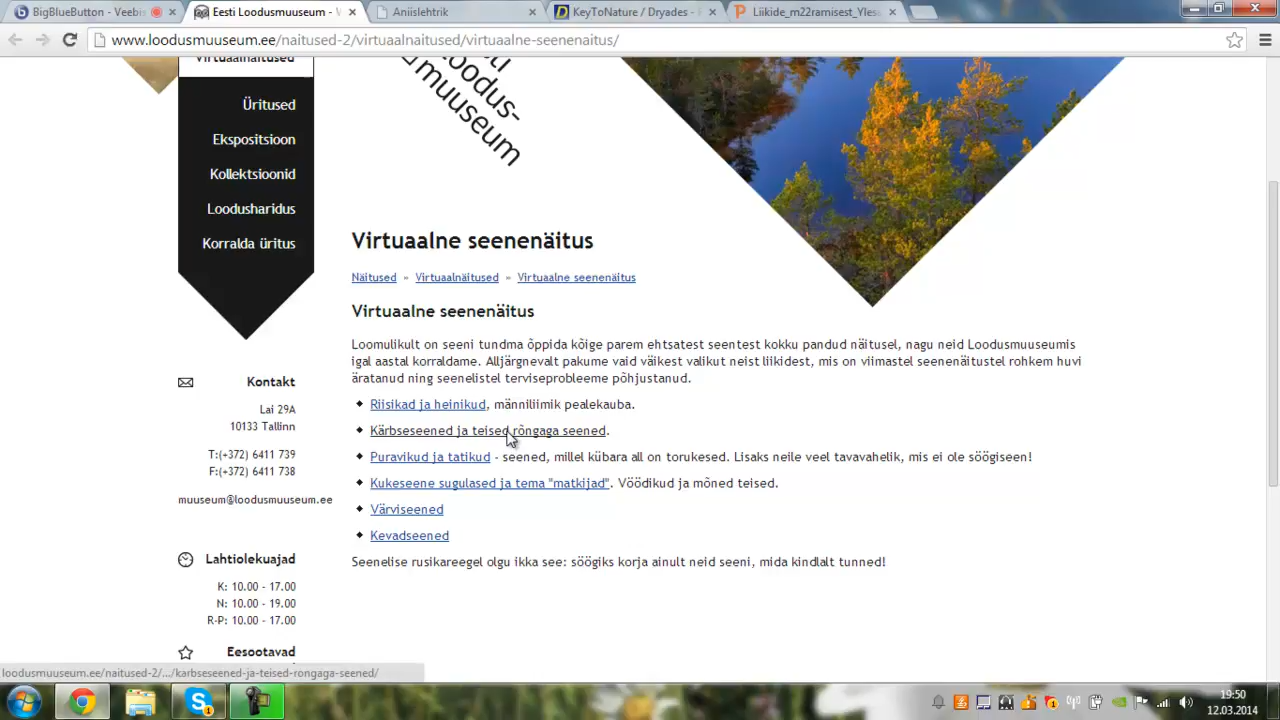 BigBlueButton - Veebis
Eesti Loodusmuuseum - V
Aniislehtrik
KeyToNature / Dryades - F
Liikide_m22ramisest_Yles
www.loodusmuuseum.ee/naitused-2/virtuaalnaitused/virtuaalne-seenenaitus/
Virtuaalnäitused
Üritused
Ekspositsioon
Kollektsioonid
Loodusharidus
Korralda üritus
loodus-
muuseum
Virtuaalne seenenäitus
Näitused » Virtuaalnäitused » Virtuaalne seenenäitus
Virtuaalne seenenäitus
Loomulikult on seeni tundma õppida kõige parem ehtsatest seentest kokku pandud näitusel, nagu neid Loodusmuuseumis
igal aastal korraldame. Alljärgnevalt pakume vaid väikest valikut neist liikidest, mis on viimastel seenenäitustel rohkem huvi
äratanud ning seenelistel terviseprobleeme põhjustanud.
Riisikad ja heinikud, männiliimik pealekauba.
Kärbseseened ja teised rõngaga seened.
Puravikud ja tatikud - seened, millel kübara all on torukesed. Lisaks neile veel tavavahelik, mis ei ole söögiseen!
Kukeseene sugulased ja tema "matkijad". Vöödikud ja mõned teised.
Värviseened
Kevadseened
Seenelise rusikareegel olgu ikka see: söögiks korja ainult neid seeni, mida kindlalt tunned!
Kontakt
Lai 29A
10133 Tallinn
T:(+372) 6411 739
F:(+372) 6411 738
muuseum@loodusmuuseum.ee
Lahtiolekuajad
K: 10.00 - 17.00
N: 10.00 - 19.00
R-P: 10.00 - 17.00
Eesootavad
loodusmuuseum.ee/naitused-2/.../karbseseened-ja-teised-rongaga-seened/
19:50
12.03.2014